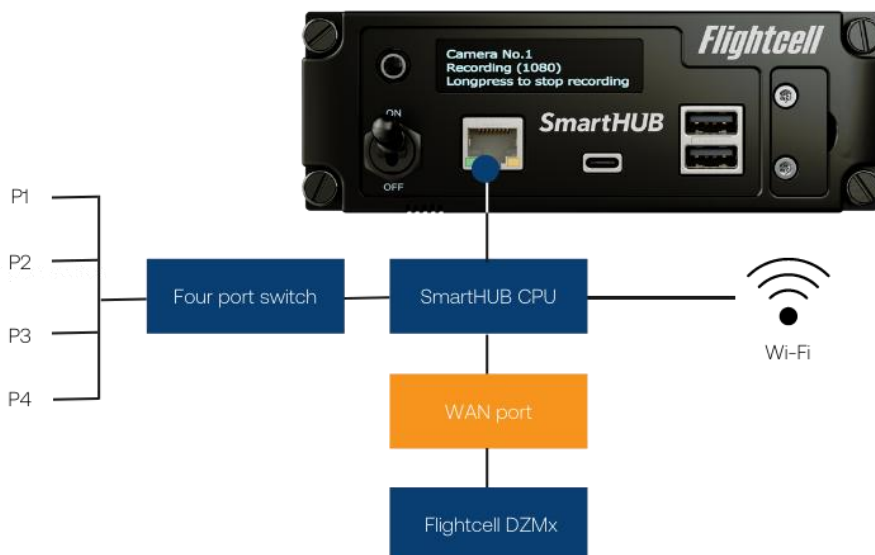 Flightcell
Camera No.1
Recording (1080)
Longpress to stop recording
ON
SmartHUB
OFF
P1
P2
Four port switch
SmartHUB CPU
P3
Wi-Fi
P4
WAN port
Flightcell DZMx